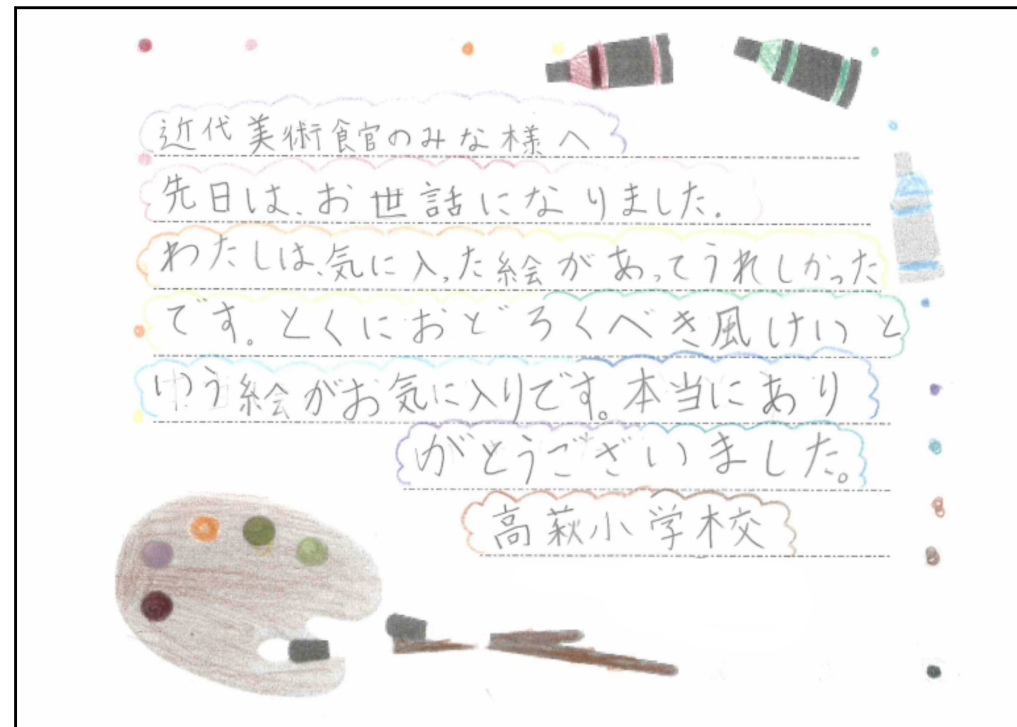 近代美術館のみな様へ
先日は、お世話になりました。
わたしは、気に入った絵があってうれしかった
です。とくにおどろくべき風けいと
ゆう絵がお気に入りです。本当にあり
がとうございました。
高萩小学校